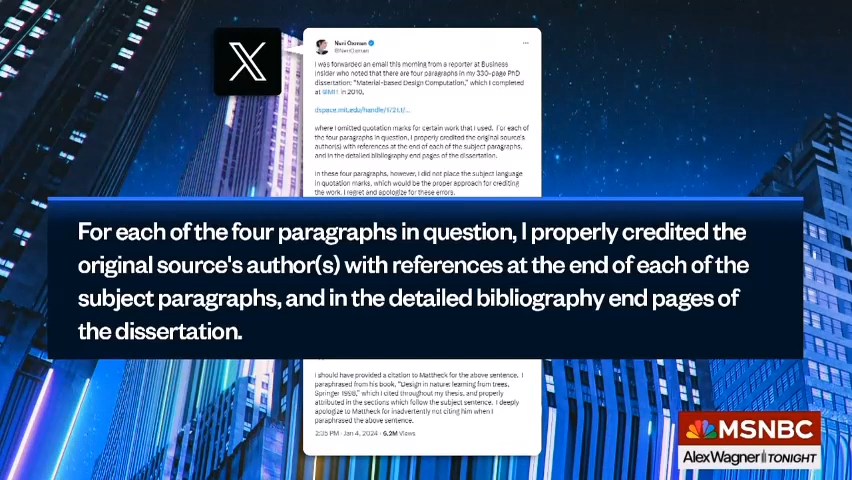 Neri Oxman
@NeriOxman
I was forwarded an email this morning from a reporter at Business
Insider who noted that there are four paragraphs in my 330-page PhD
dissertation: "Material-based Design Computation," which I completed
at @MIT in 2010,
dspace.mit.edu/handle/1721.1/...
where I omitted quotation marks for certain work that I used. For each of
the four paragraphs in question, I properly credited the original source's
author(s) with references at the end of each of the subject paragraphs,
and in the detailed bibliography end pages of the dissertation.
In these four paragraphs, however, I did not place the subject language
in quotation marks, which would be the proper approach for crediting
the work. I regret and apologize for these errors.
For each of the four paragraphs in question, I properly credited the
original source's author(s) with references at the end of each of the
subject paragraphs, and in the detailed bibliography end pages of
the dissertation.
I should have provided a citation to Mattheck for the above sentence. I
paraphrased from his book, "Design in nature: learning from trees,
Springer 1998," which I cited throughout my thesis, and properly
attributed in the sections which follow the subject sentence. I deeply
apologize to Mattheck for inadvertently not citing him when I
paraphrased the above sentence.
2:35 PM · Jan 4, 2024 · 6.2M Views
MSNBC
Alex Wagner TONIGHT